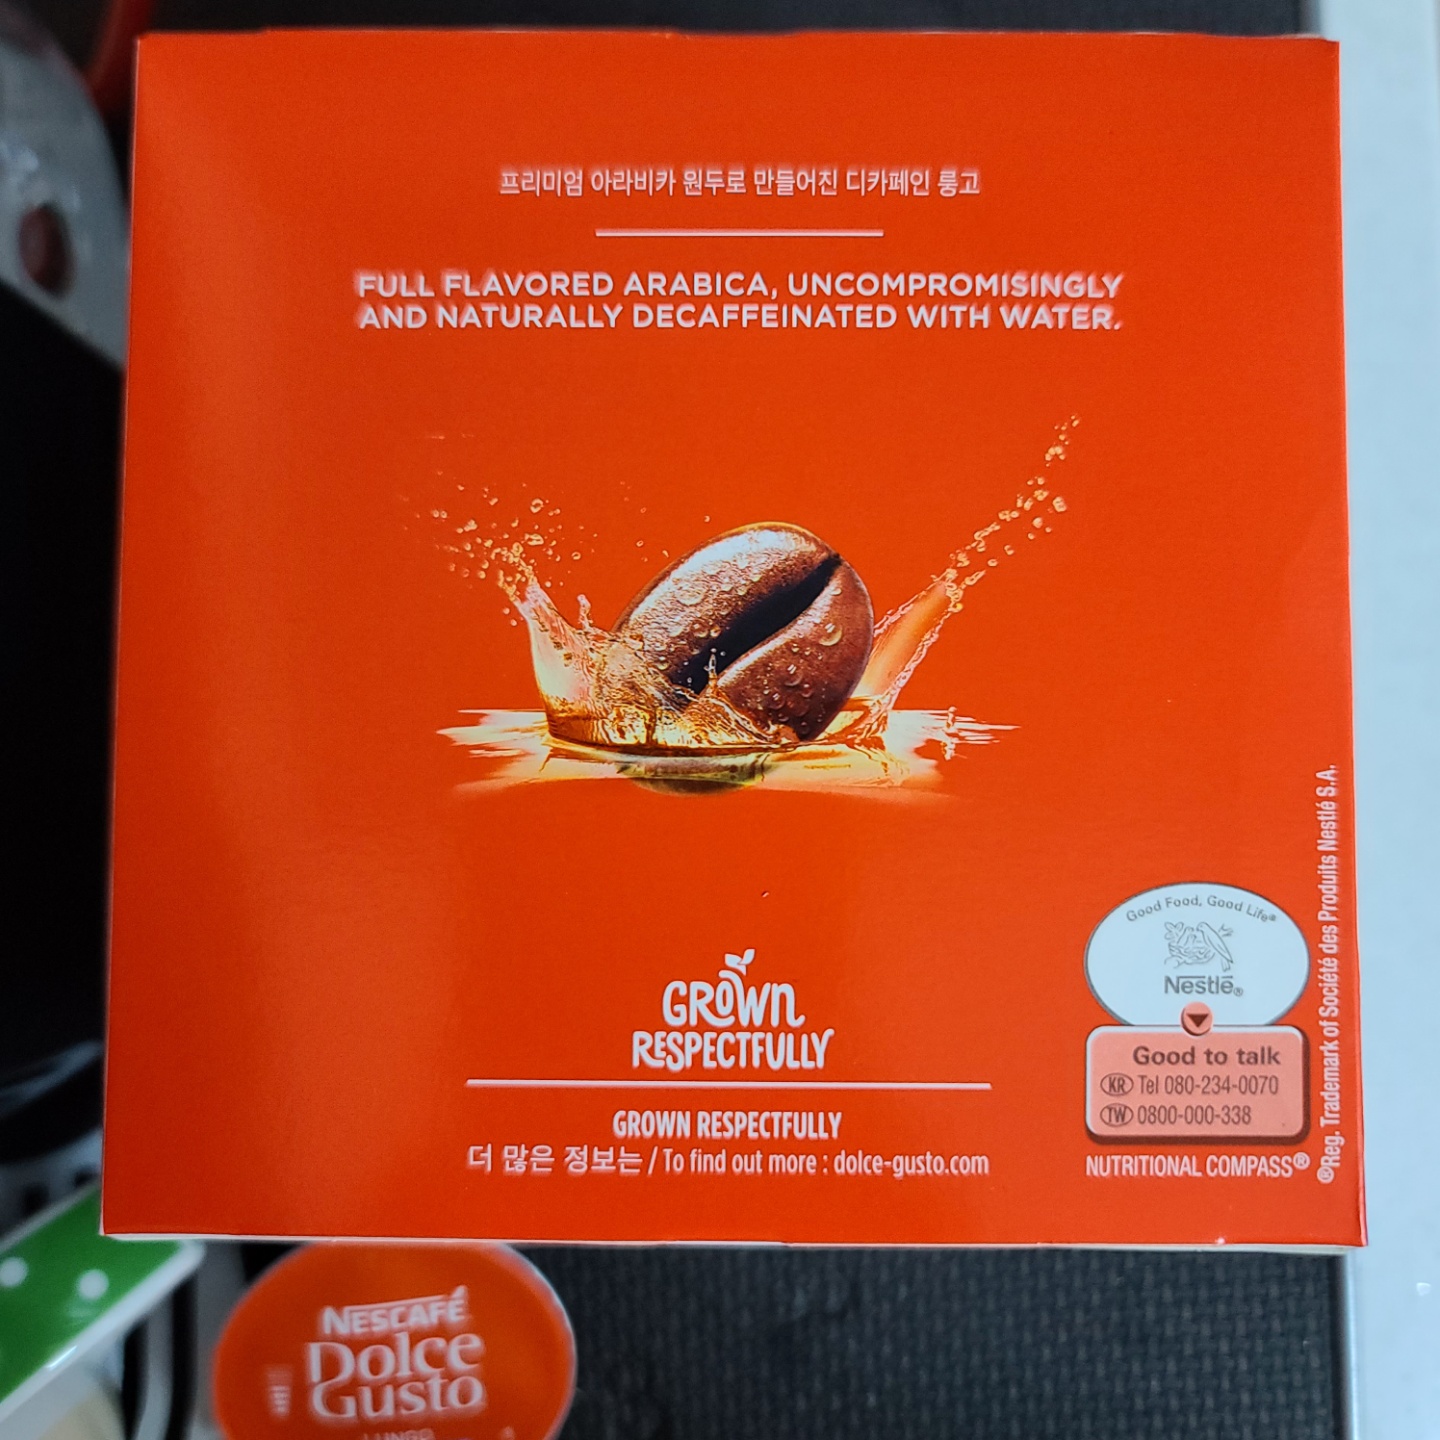 프리미엄 아라비카 원두로 만들어진 디카페인 룽고
FULL FLAVORED ARABICA, UNCOMPROMISINGLY
AND NATURALLY DECAFFEINATED WITH WATER.
GROWN
RESPECTFULLY
GROWN RESPECTFULLY
더 많은 정보는 / To find out more : dolce-gusto.com
Good Food, Good Life®
Nestlé®
Good to talk
KR Tel 080-234-0070
TW 0800-000-338
NUTRITIONAL COMPASS®
®Reg. Trademark of Société des Produits Nestlé S.A.
NESCAFÉ
Dolce
Gusto
LUNGO